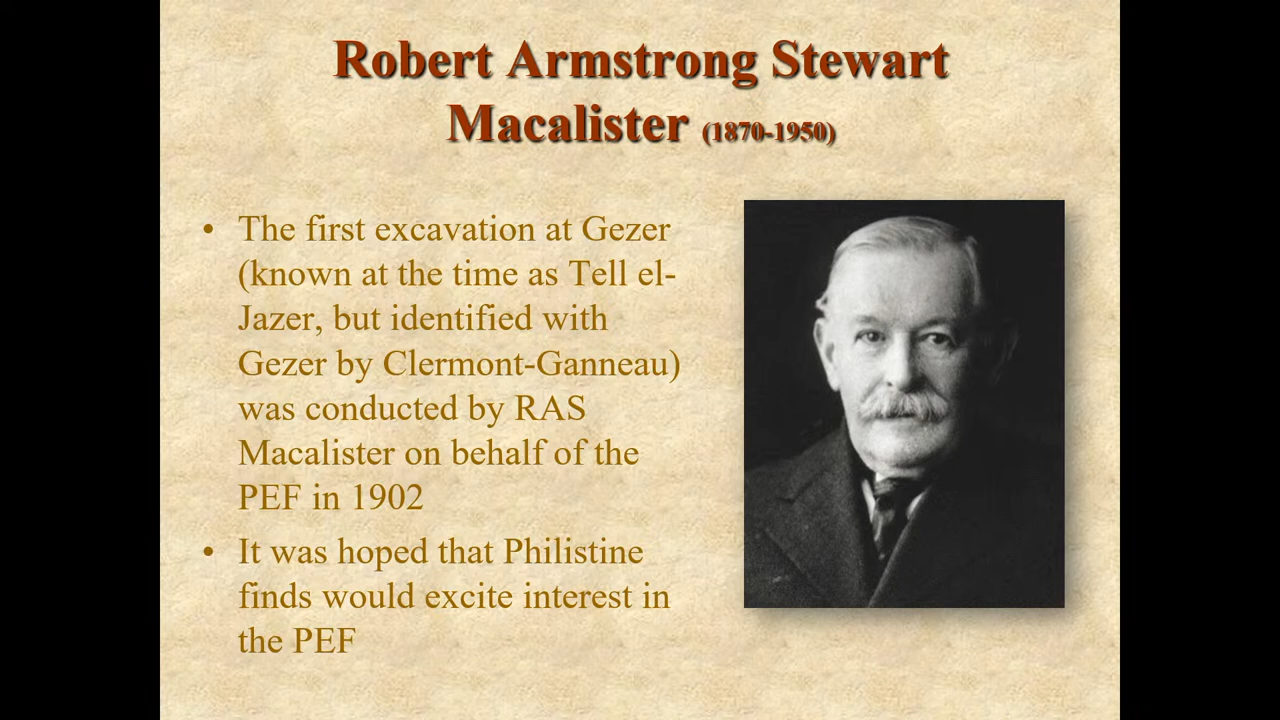 Robert Armstrong Stewart
Macalister (1870-1950)
• The first excavation at Gezer
(known at the time as Tell el-
Jazer, but identified with
Gezer by Clermont-Ganneau)
was conducted by RAS
Macalister on behalf of the
PEF in 1902
• It was hoped that Philistine
finds would excite interest in
the PEF